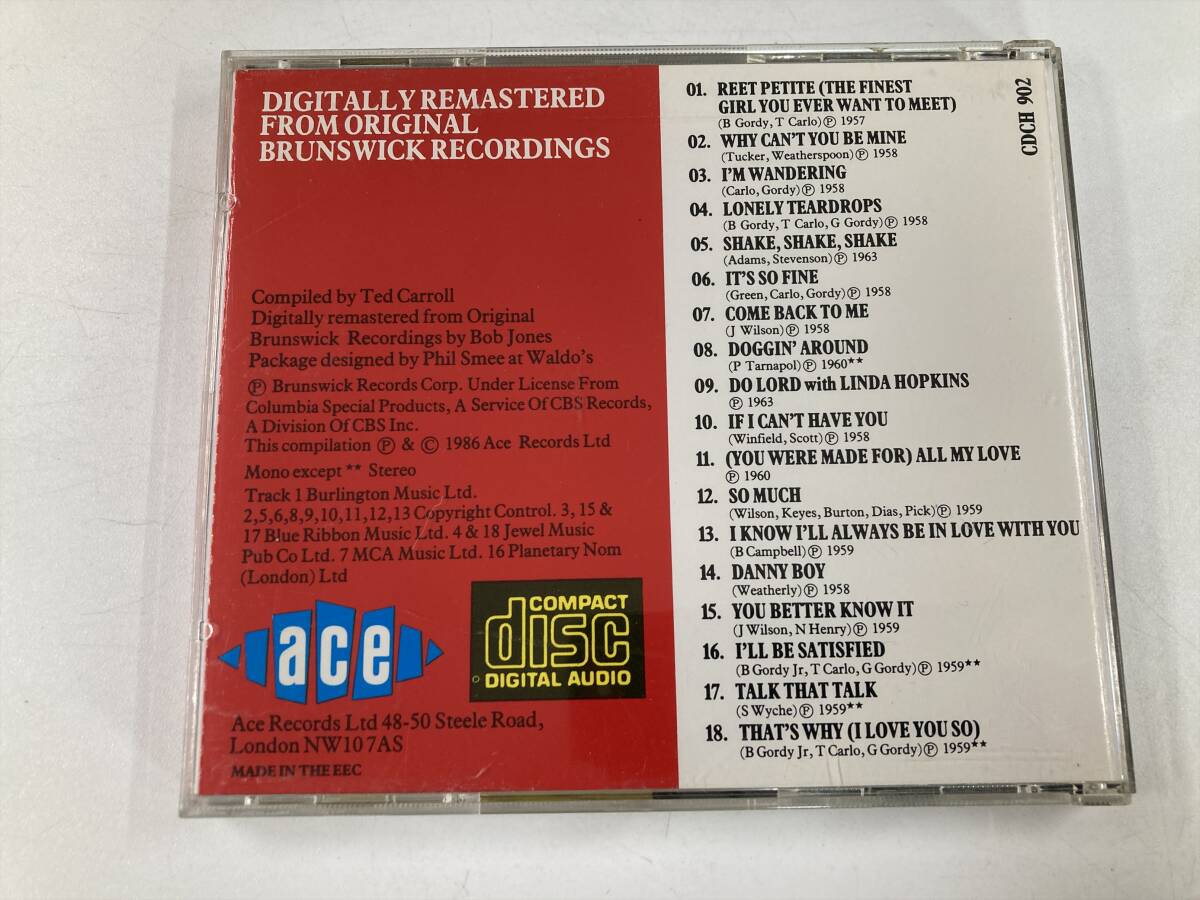 DIGITALLY REMASTERED
FROM ORIGINAL
BRUNSWICK RECORDINGS
Compiled by Ted Carroll
Digitally remastered from Original
Brunswick Recordings by Bob Jones
Package designed by Phil Smee at Waldo's
Ⓟ Brunswick Records Corp. Under License From
Columbia Special Products, A Service Of CBS Records,
A Division Of CBS Inc.
This compilation Ⓟ & © 1986 Ace Records Ltd
Mono except ** Stereo
Track 1 Burlington Music Ltd.
2,5,6,8,9,10,11,12,13 Copyright Control. 3, 15 &
17 Blue Ribbon Music Ltd. 4 & 18 Jewel Music
Pub Co Ltd. 7 MCA Music Ltd. 16 Planetary Nom
(London) Ltd
ace
COMPACT
disc
DIGITAL AUDIO
Ace Records Ltd 48-50 Steele Road,
London NW10 7AS
MADE IN THE EEC
01. REET PETITE (THE FINEST
GIRL YOU EVER WANT TO MEET)
(B Gordy, T Carlo) Ⓟ 1957
02. WHY CAN'T YOU BE MINE
(Tucker, Weatherspoon) Ⓟ 1958
03. I'M WANDERING
(Carlo, Gordy) Ⓟ 1958
04. LONELY TEARDROPS
(B Gordy, T Carlo, G Gordy) Ⓟ 1958
05. SHAKE, SHAKE, SHAKE
(Adams, Stevenson) Ⓟ 1963
06. IT'S SO FINE
(Green, Carlo, Gordy) Ⓟ 1958
07. COME BACK TO ME
(J Wilson) Ⓟ 1958
08. DOGGIN' AROUND
(P Tarnapol) Ⓟ 1960**
09. DO LORD with LINDA HOPKINS
Ⓟ 1963
10. IF I CAN'T HAVE YOU
(Winfield, Scott) Ⓟ 1958
11. (YOU WERE MADE FOR) ALL MY LOVE
Ⓟ 1960
12. SO MUCH
(Wilson, Keyes, Burton, Dias, Pick) Ⓟ 1959
13. I KNOW I'LL ALWAYS BE IN LOVE WITH YOU
(B Campbell) Ⓟ 1959
14. DANNY BOY
(Weatherly) Ⓟ 1958
15. YOU BETTER KNOW IT
(J Wilson, N Henry) Ⓟ 1959
16. I'LL BE SATISFIED
(B Gordy Jr, T Carlo, G Gordy) Ⓟ 1959**
17. TALK THAT TALK
(S Wyche) Ⓟ 1959**
18. THAT'S WHY (I LOVE YOU SO)
(B Gordy Jr, T Carlo, G Gordy) Ⓟ 1959**
CDCH 902